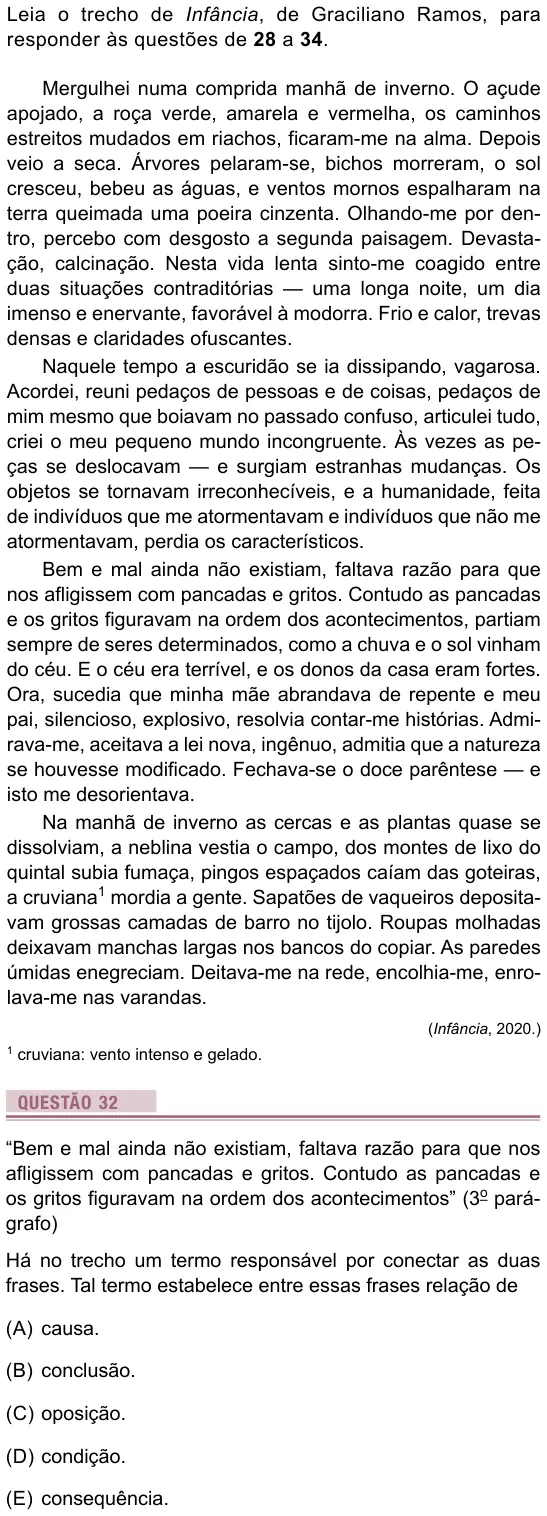 Leia o trecho de Infância, de Graciliano Ramos, para
responder às questões de 28 a 34.
Mergulhei numa comprida manhã de inverno. O açude
apojado, a roça verde, amarela e vermelha, os caminhos
estreitos mudados em riachos, ficaram-me na alma. Depois
veio a seca. Árvores pelaram-se, bichos morreram, o sol
cresceu, bebeu as águas, e ventos mornos espalharam na
terra queimada uma poeira cinzenta. Olhando-me por den-
tro, percebo com desgosto a segunda paisagem. Devasta-
ção, calcinação. Nesta vida lenta sinto-me coagido entre
duas situações contraditórias — uma longa noite, um dia
imenso e enervante, favorável à modorra. Frio e calor, trevas
densas e claridades ofuscantes.
Naquele tempo a escuridão se ia dissipando, vagarosa.
Acordei, reuni pedaços de pessoas e de coisas, pedaços de
mim mesmo que boiavam no passado confuso, articulei tudo,
criei o meu pequeno mundo incongruente. Às vezes as pe-
ças se deslocavam — e surgiam estranhas mudanças. Os
objetos se tornavam irreconhecíveis, e a humanidade, feita
de indivíduos que me atormentavam e indivíduos que não me
atormentavam, perdia os característicos.
Bem e mal ainda não existiam, faltava razão para que
nos afligissem com pancadas e gritos. Contudo as pancadas
e os gritos figuravam na ordem dos acontecimentos, partiam
sempre de seres determinados, como a chuva e o sol vinham
do céu. E o céu era terrível, e os donos da casa eram fortes.
Ora, sucedia que minha mãe abrandava de repente e meu
pai, silencioso, explosivo, resolvia contar-me histórias. Admi-
rava-me, aceitava a lei nova, ingênuo, admitia que a natureza
se houvesse modificado. Fechava-se o doce parêntese — e
isto me desorientava.
Na manhã de inverno as cercas e as plantas quase se
dissolviam, a neblina vestia o campo, dos montes de lixo do
quintal subia fumaça, pingos espaçados caíam das goteiras,
a cruviana¹ mordia a gente. Sapatões de vaqueiros deposita-
vam grossas camadas de barro no tijolo. Roupas molhadas
deixavam manchas largas nos bancos do copiar. As paredes
úmidas enegreciam. Deitava-me na rede, encolhia-me, enro-
lava-me nas varandas.
(Infância, 2020.)
¹ cruviana: vento intenso e gelado.
QUESTÃO 32
“Bem e mal ainda não existiam, faltava razão para que nos
afligissem com pancadas e gritos. Contudo as pancadas e
os gritos figuravam na ordem dos acontecimentos” (3º pará-
grafo)
Há no trecho um termo responsável por conectar as duas
frases. Tal termo estabelece entre essas frases relação de
(A) causa.
(B) conclusão.
(C) oposição.
(D) condição.
(E) consequência.